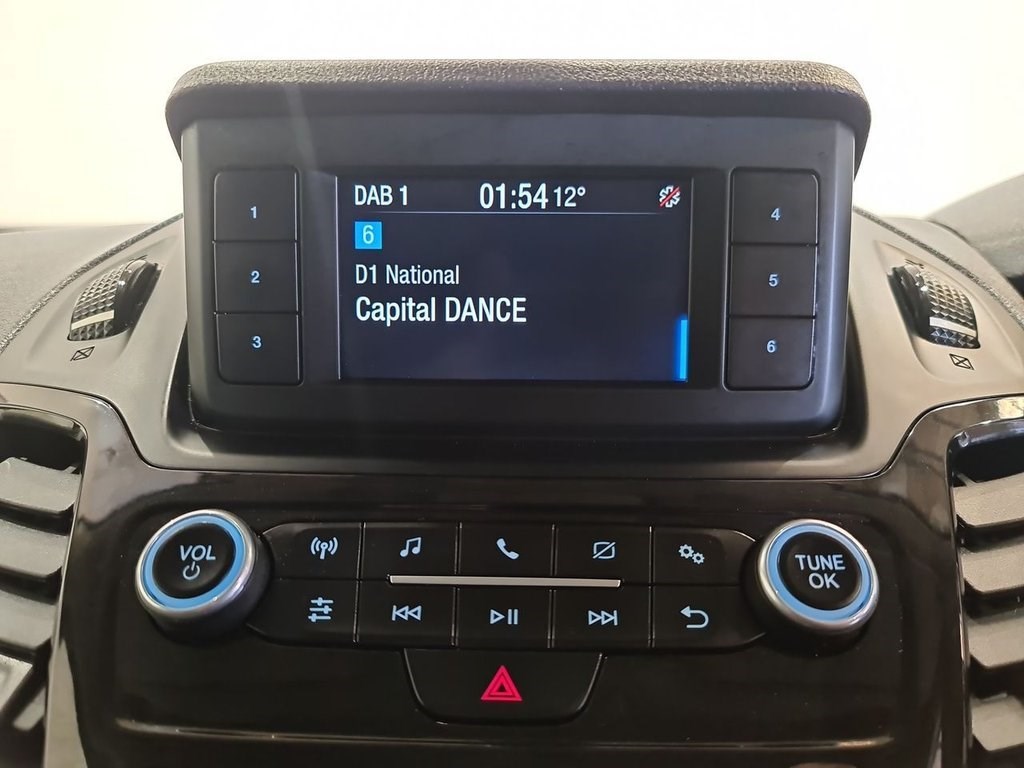 DAB 1 01:54 12°
6
D1 National
Capital DANCE
1
2
3
4
5
6
VOL
TUNE
OK